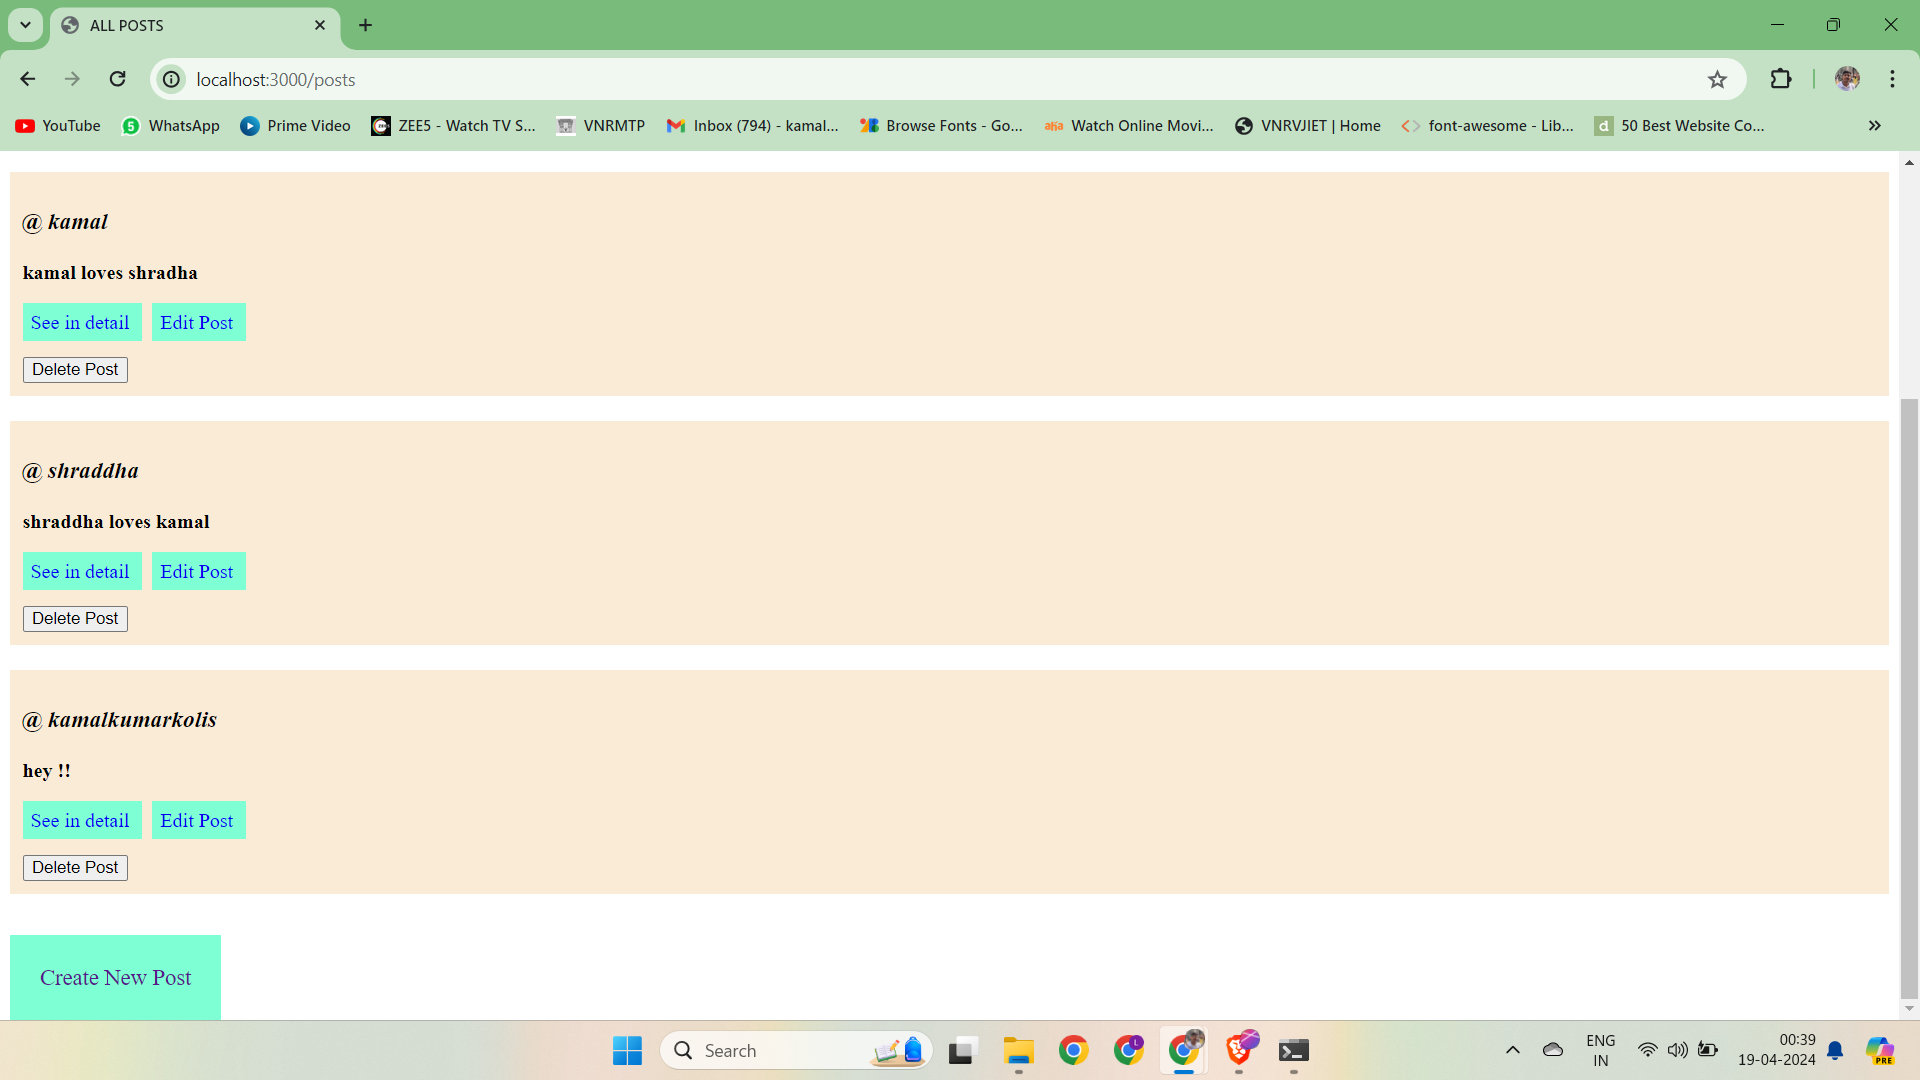 ALL POSTS
localhost:3000/posts
YouTube
5
WhatsApp
Prime Video
ZEE5 - Watch TV S...
VNRMTP
Inbox (794) - kamal...
Browse Fonts - Go...
aha
Watch Online Movi...
VNRVJIET | Home
font-awesome - Lib...
d
50 Best Website Co...
@ kamal
kamal loves shradha
See in detail Edit Post
Delete Post
@ shraddha
shraddha loves kamal
See in detail Edit Post
Delete Post
@ kamalkumarkolis
hey !!
See in detail Edit Post
Delete Post
Create New Post
Search
L
ENG
IN
00:39
19-04-2024
PRE